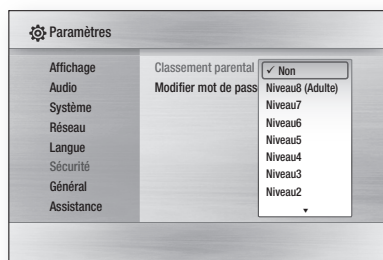 Paramètres
Affichage
Audio
Système
Réseau
Langue
Sécurité
Général
Assistance
Classement parental
Modifier mot de pass
✓ Non
Niveau8 (Adulte)
Niveau7
Niveau6
Niveau5
Niveau4
Niveau3
Niveau2